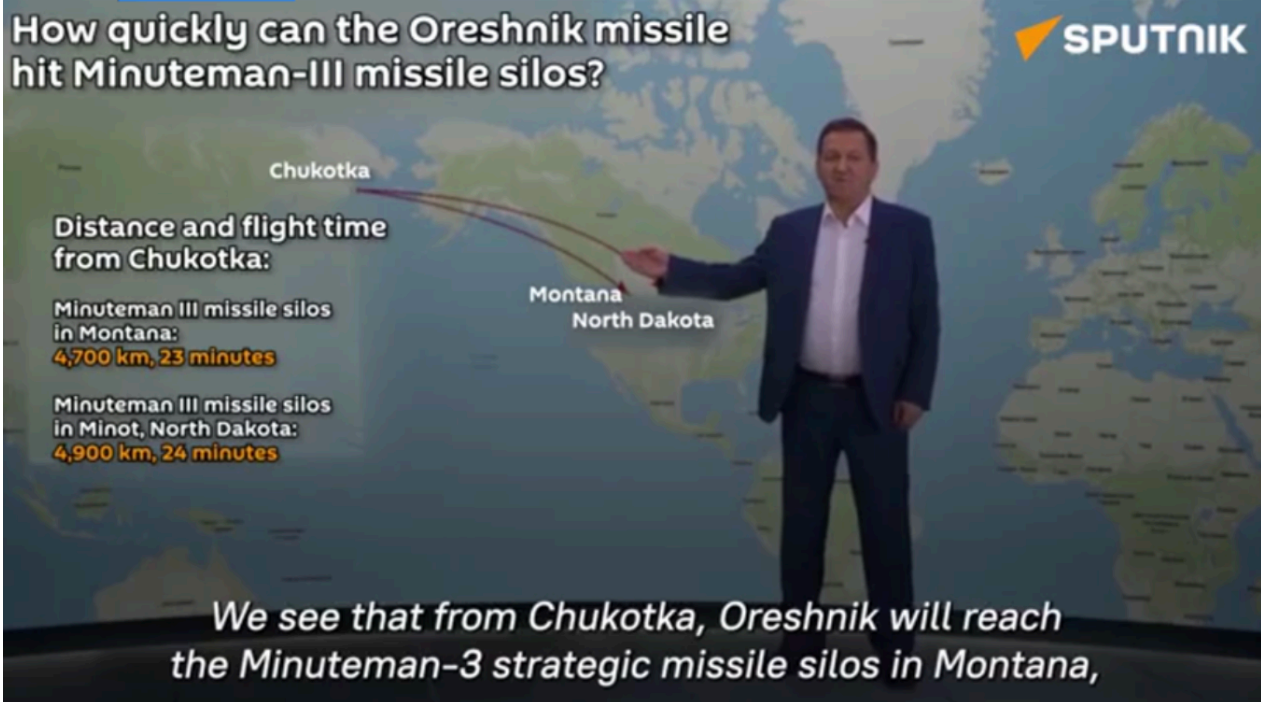 How quickly can the Oreshnik missile
hit Minuteman-III missile silos?
SPUTNIK
Chukotka
Distance and flight time
from Chukotka:
Minuteman III missile silos
in Montana:
4,700 km, 23 minutes
Minuteman III missile silos
in Minot, North Dakota:
4,900 km, 24 minutes
Montana
North Dakota
We see that from Chukotka, Oreshnik will reach
the Minuteman-3 strategic missile silos in Montana,